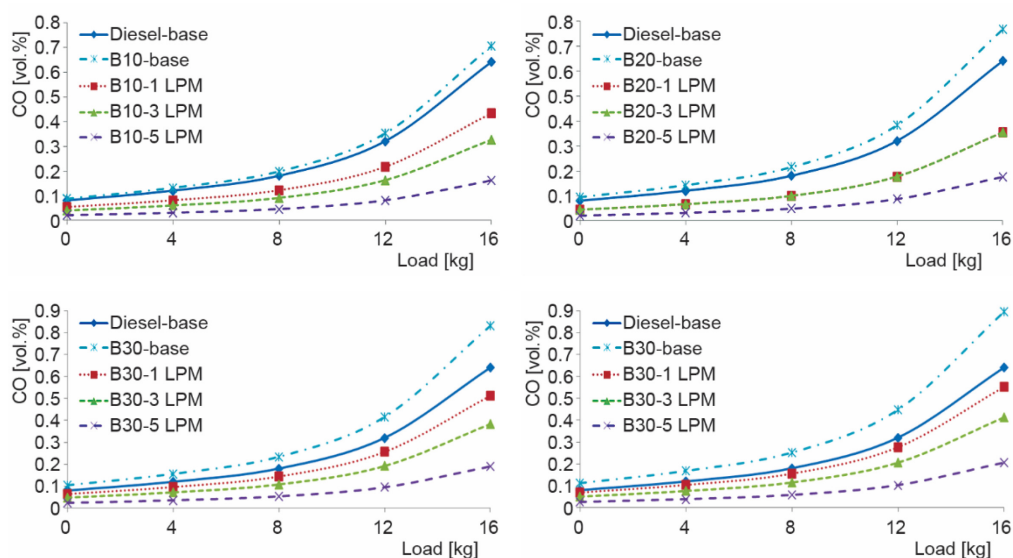 CO [vol.%]
0.8
0.7
0.6
0.5
0.4
0.3
0.2
0.1
0
Diesel-base
B10-base
B10-1 LPM
B10-3 LPM
B10-5 LPM
0 4 8 12 16
Load [kg]
CO [vol.%]
0.8
0.7
0.6
0.5
0.4
0.3
0.2
0.1
0
Diesel-base
B20-base
B20-1 LPM
B20-3 LPM
B20-5 LPM
0 4 8 12 16
Load [kg]
CO [vol.%]
0.9
0.8
0.7
0.6
0.5
0.4
0.3
0.2
0.1
0
Diesel-base
B30-base
B30-1 LPM
B30-3 LPM
B30-5 LPM
0 4 8 12 16
Load [kg]
CO [vol.%]
0.9
0.8
0.7
0.6
0.5
0.4
0.3
0.2
0.1
0
Diesel-base
B30-base
B30-1 LPM
B30-3 LPM
B30-5 LPM
0 4 8 12 16
Load [kg]